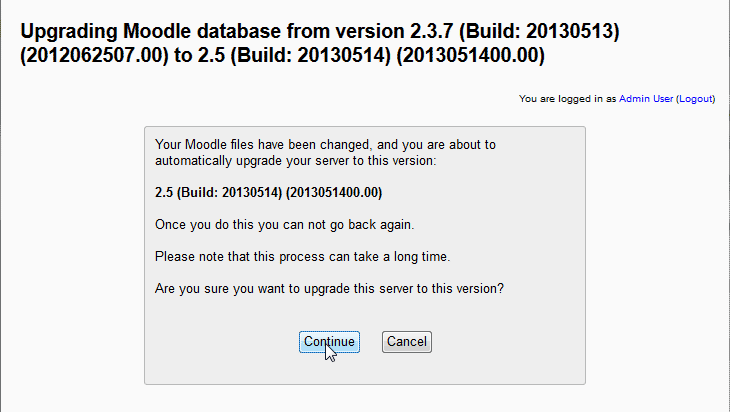 Upgrading Moodle database from version 2.3.7 (Build: 20130513)
(2012062507.00) to 2.5 (Build: 20130514) (2013051400.00)
You are logged in as Admin User (Logout)
Your Moodle files have been changed, and you are about to
automatically upgrade your server to this version:
2.5 (Build: 20130514) (2013051400.00)
Once you do this you can not go back again.
Please note that this process can take a long time.
Are you sure you want to upgrade this server to this version?
Continue Cancel